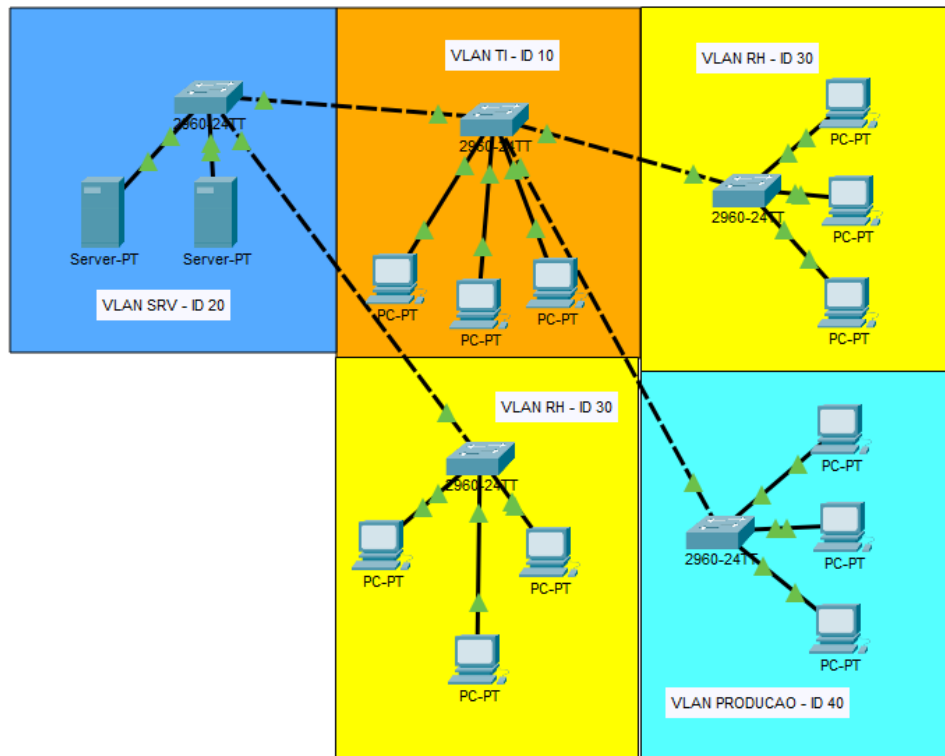 VLAN TI - ID 10
VLAN RH - ID 30
2960-24TT
2960-24TT
PC-PT
2960-24TT
PC-PT
Server-PT
Server-PT
PC-PT
PC-PT
PC-PT
PC-PT
VLAN SRV - ID 20
VLAN RH - ID 30
2960-24TT
PC-PT
PC-PT
PC-PT
PC-PT
2960-24TT
PC-PT
PC-PT
PC-PT
VLAN PRODUCAO - ID 40